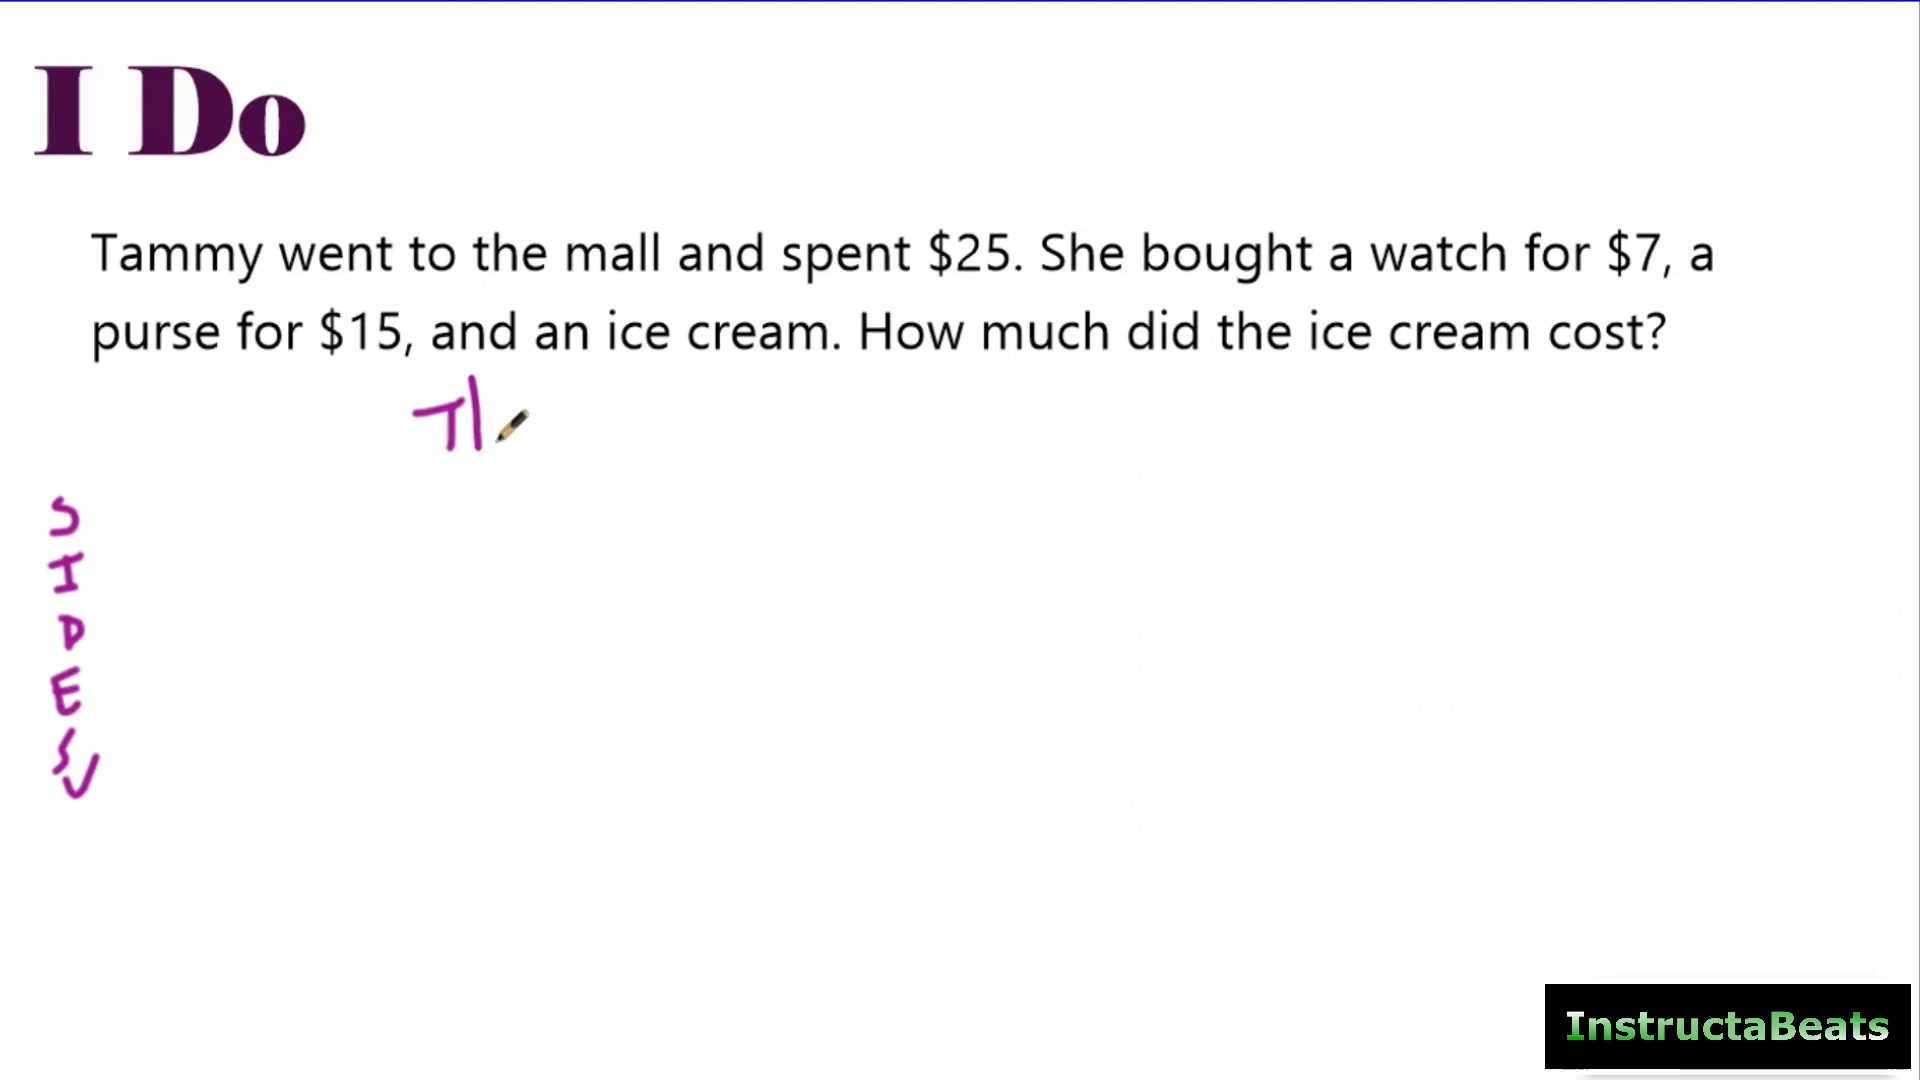 I Do
Tammy went to the mall and spent $25. She bought a watch for $7, a
purse for $15, and an ice cream. How much did the ice cream cost?
Th
S
I
D
E
S
InstructaBeats